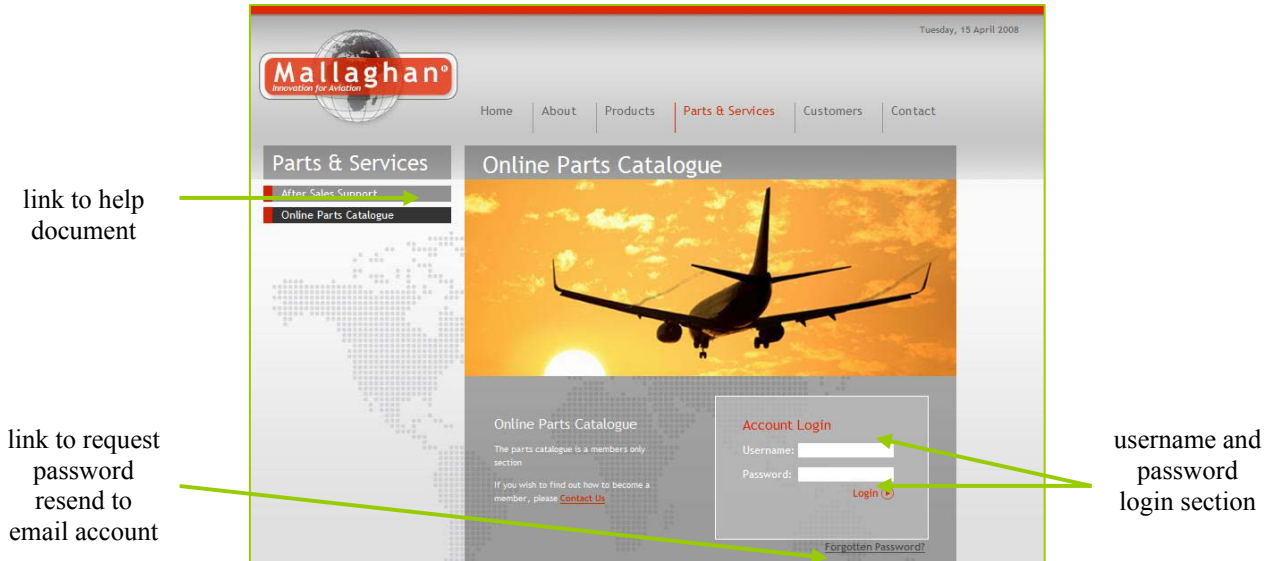 Tuesday, 15 April 2008
Mallaghan®
Innovation for Aviation
Home
About
Products
Parts & Services
Customers
Contact
Parts & Services
Online Parts Catalogue
After Sales Support
Online Parts Catalogue
link to help
document
Online Parts Catalogue
The parts catalogue is a members only
section
If you wish to find out how to become a
member, please Contact Us
Account Login
Username:
Password:
Login
Forgotten Password?
link to request
password
resend to
email account
username and
password
login section